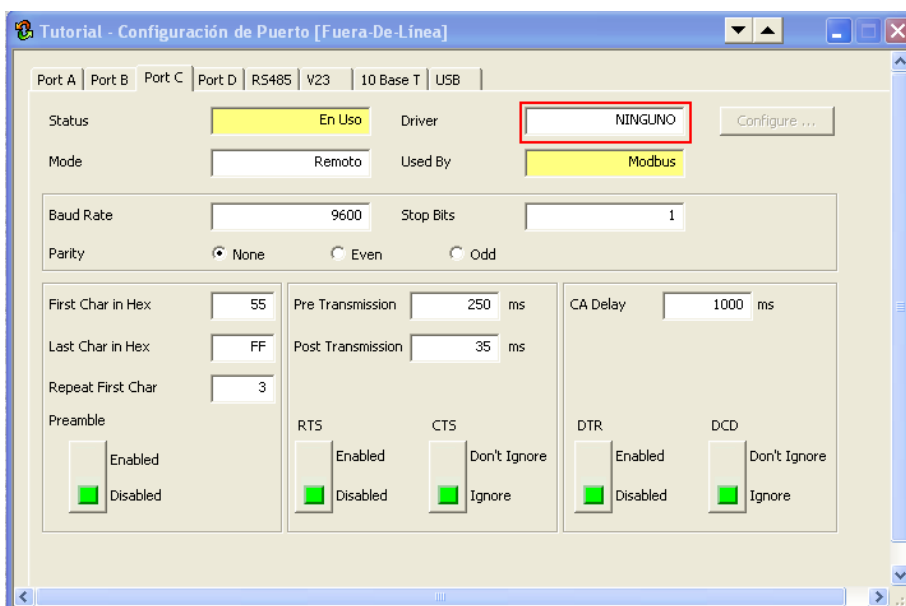 Tutorial - Configuración de Puerto [Fuera-De-Línea]
Port A Port B Port C Port D RS485 V23 10 Base T USB
Status En Uso Driver NINGUNO Configure ...
Mode Remoto Used By Modbus
Baud Rate 9600 Stop Bits 1
Parity None Even Odd
First Char in Hex 55 Pre Transmission 250 ms CA Delay 1000 ms
Last Char in Hex FF Post Transmission 35 ms
Repeat First Char 3
Preamble RTS CTS DTR DCD
Enabled Enabled Don't Ignore Enabled Don't Ignore
Disabled Disabled Ignore Disabled Ignore